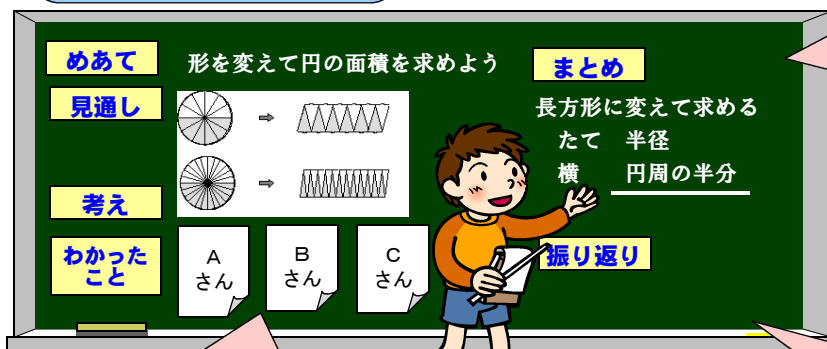 めあて
形を変えて円の面積を求めよう
見通し
考え
わかった
こと
A
さん
B
さん
C
さん
まとめ
長方形に変えて求める
たて 半径
横 円周の半分
振り返り